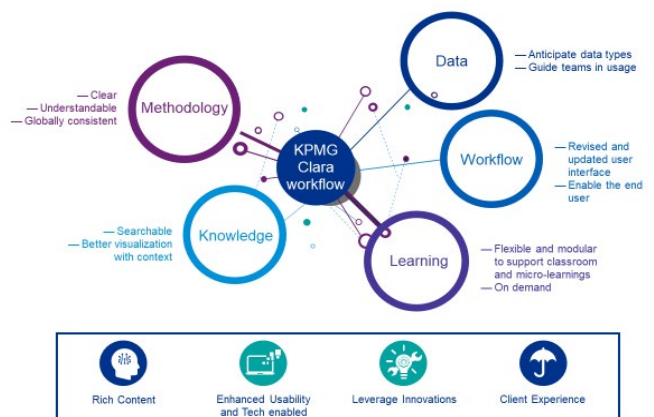 Data
— Anticipate data types
— Guide teams in usage
Methodology
— Clear
— Understandable
— Globally consistent
KPMG
Clara
workflow
Workflow
— Revised and
updated user
interface
— Enable the end
user
Knowledge
— Searchable
— Better visualization
with context
Learning
— Flexible and modular
to support classroom
and micro-learnings
— On demand
Rich Content
Enhanced Usability
and Tech enabled
Leverage Innovations
Client Experience